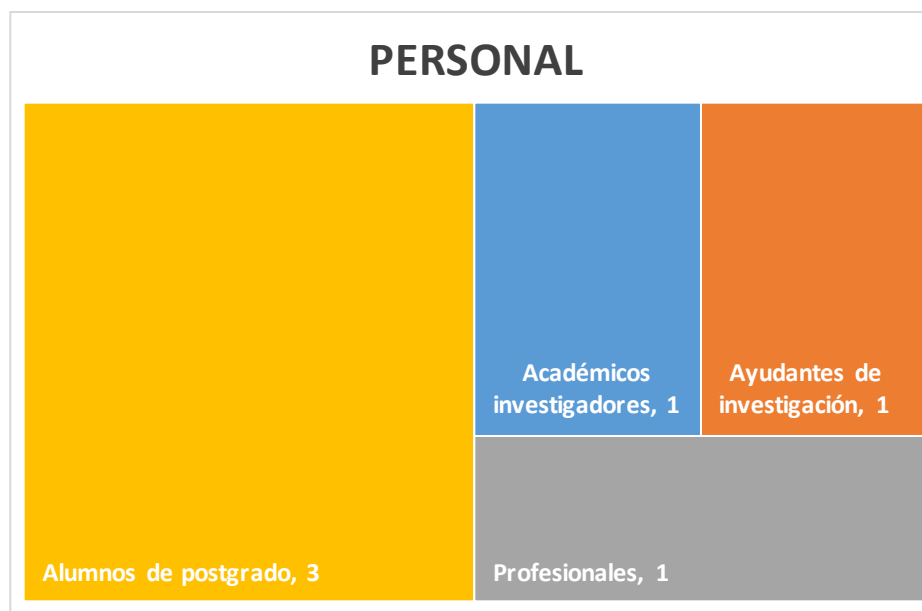 PERSONAL
Académicos
investigadores, 1
Ayudantes de
investigación, 1
Alumnos de postgrado, 3
Profesionales, 1